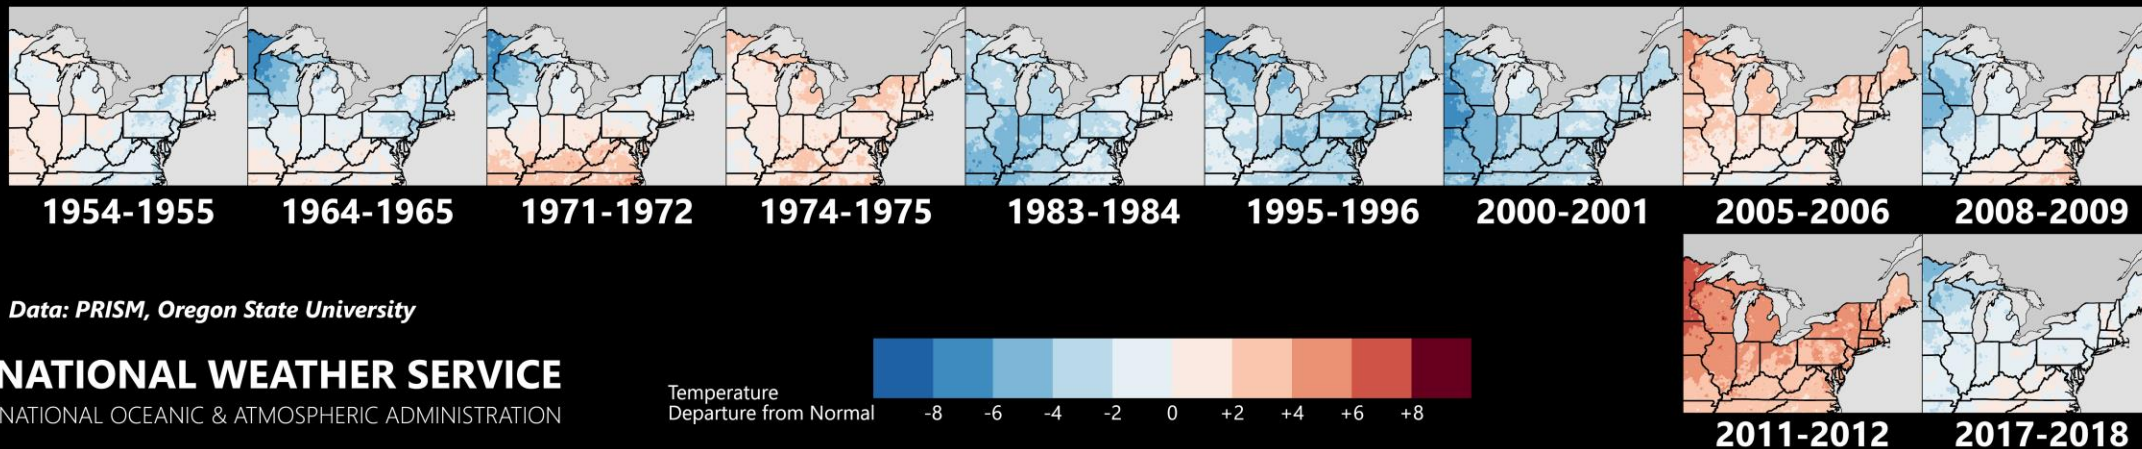 1954-1955 1964-1965 1971-1972 1974-1975 1983-1984 1995-1996 2000-2001 2005-2006 2008-2009
Data: PRISM, Oregon State University
NATIONAL WEATHER SERVICE
NATIONAL OCEANIC & ATMOSPHERIC ADMINISTRATION
Temperature
Departure from Normal -8 -6 -4 -2 0 +2 +4 +6 +8
2011-2012 2017-2018